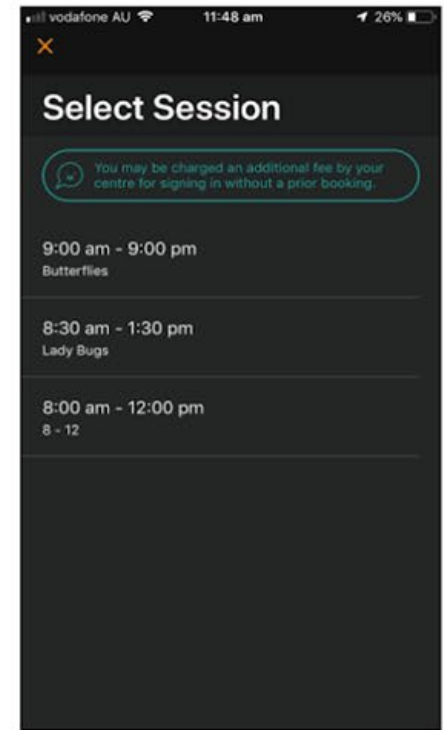 vodafone AU 11:48 am 26%
Select Session
You may be charged an additional fee by your
centre for signing in without a prior booking.
9:00 am - 9:00 pm
Butterflies
8:30 am - 1:30 pm
Lady Bugs
8:00 am - 12:00 pm
8 - 12